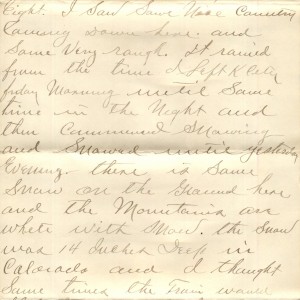 Eight. I Saw Some Nice Country
Coming down here. and
Some Very rough. It rained
from the time I Left K City
friday Morning until Some
time in the Night and
then Commenced Snowing
and Snowed until yesterday
Evening. there is Some
Snow on the Ground here
and the Mountains are
white with Snow. the Snow
was 14 Inches Deep in
Colorado and I thought
Some times the Train would